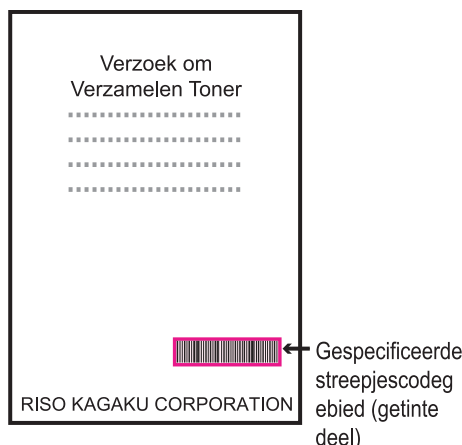 Verzoek om
Verzamelen Toner
Gespecificeerde
streepjescodeg
ebied (getinte
deel)
RISO KAGAKU CORPORATION